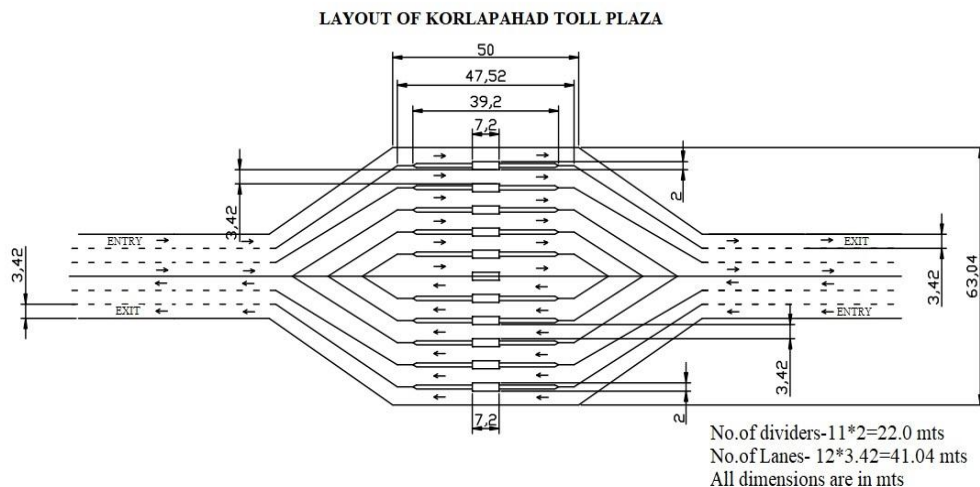 LAYOUT OF KORLAPAHAD TOLL PLAZA
50
47,52
39,2
7,2
3,42
2
ENTRY
EXIT
3,42
3,42
63,04
EXIT
ENTRY
3,42
7,2
2
No.of dividers-11*2=22.0 mts
No.of Lanes- 12*3.42=41.04 mts
All dimensions are in mts